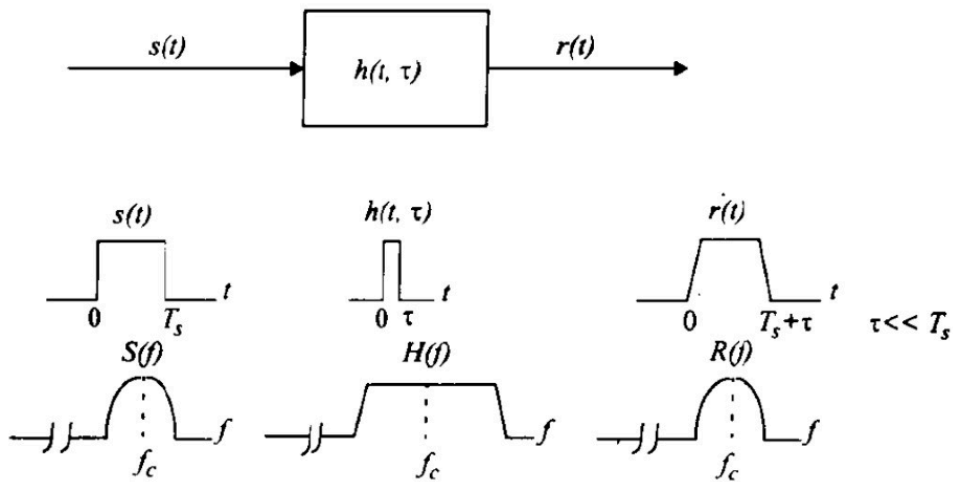 s(t) h(t, τ) r(t)
s(t) h(t, τ) r(t)
t t t
0 T_s 0 τ 0 T_s+τ τ<< T_s
S(f) H(f) R(f)
f f f
f_c f_c f_c